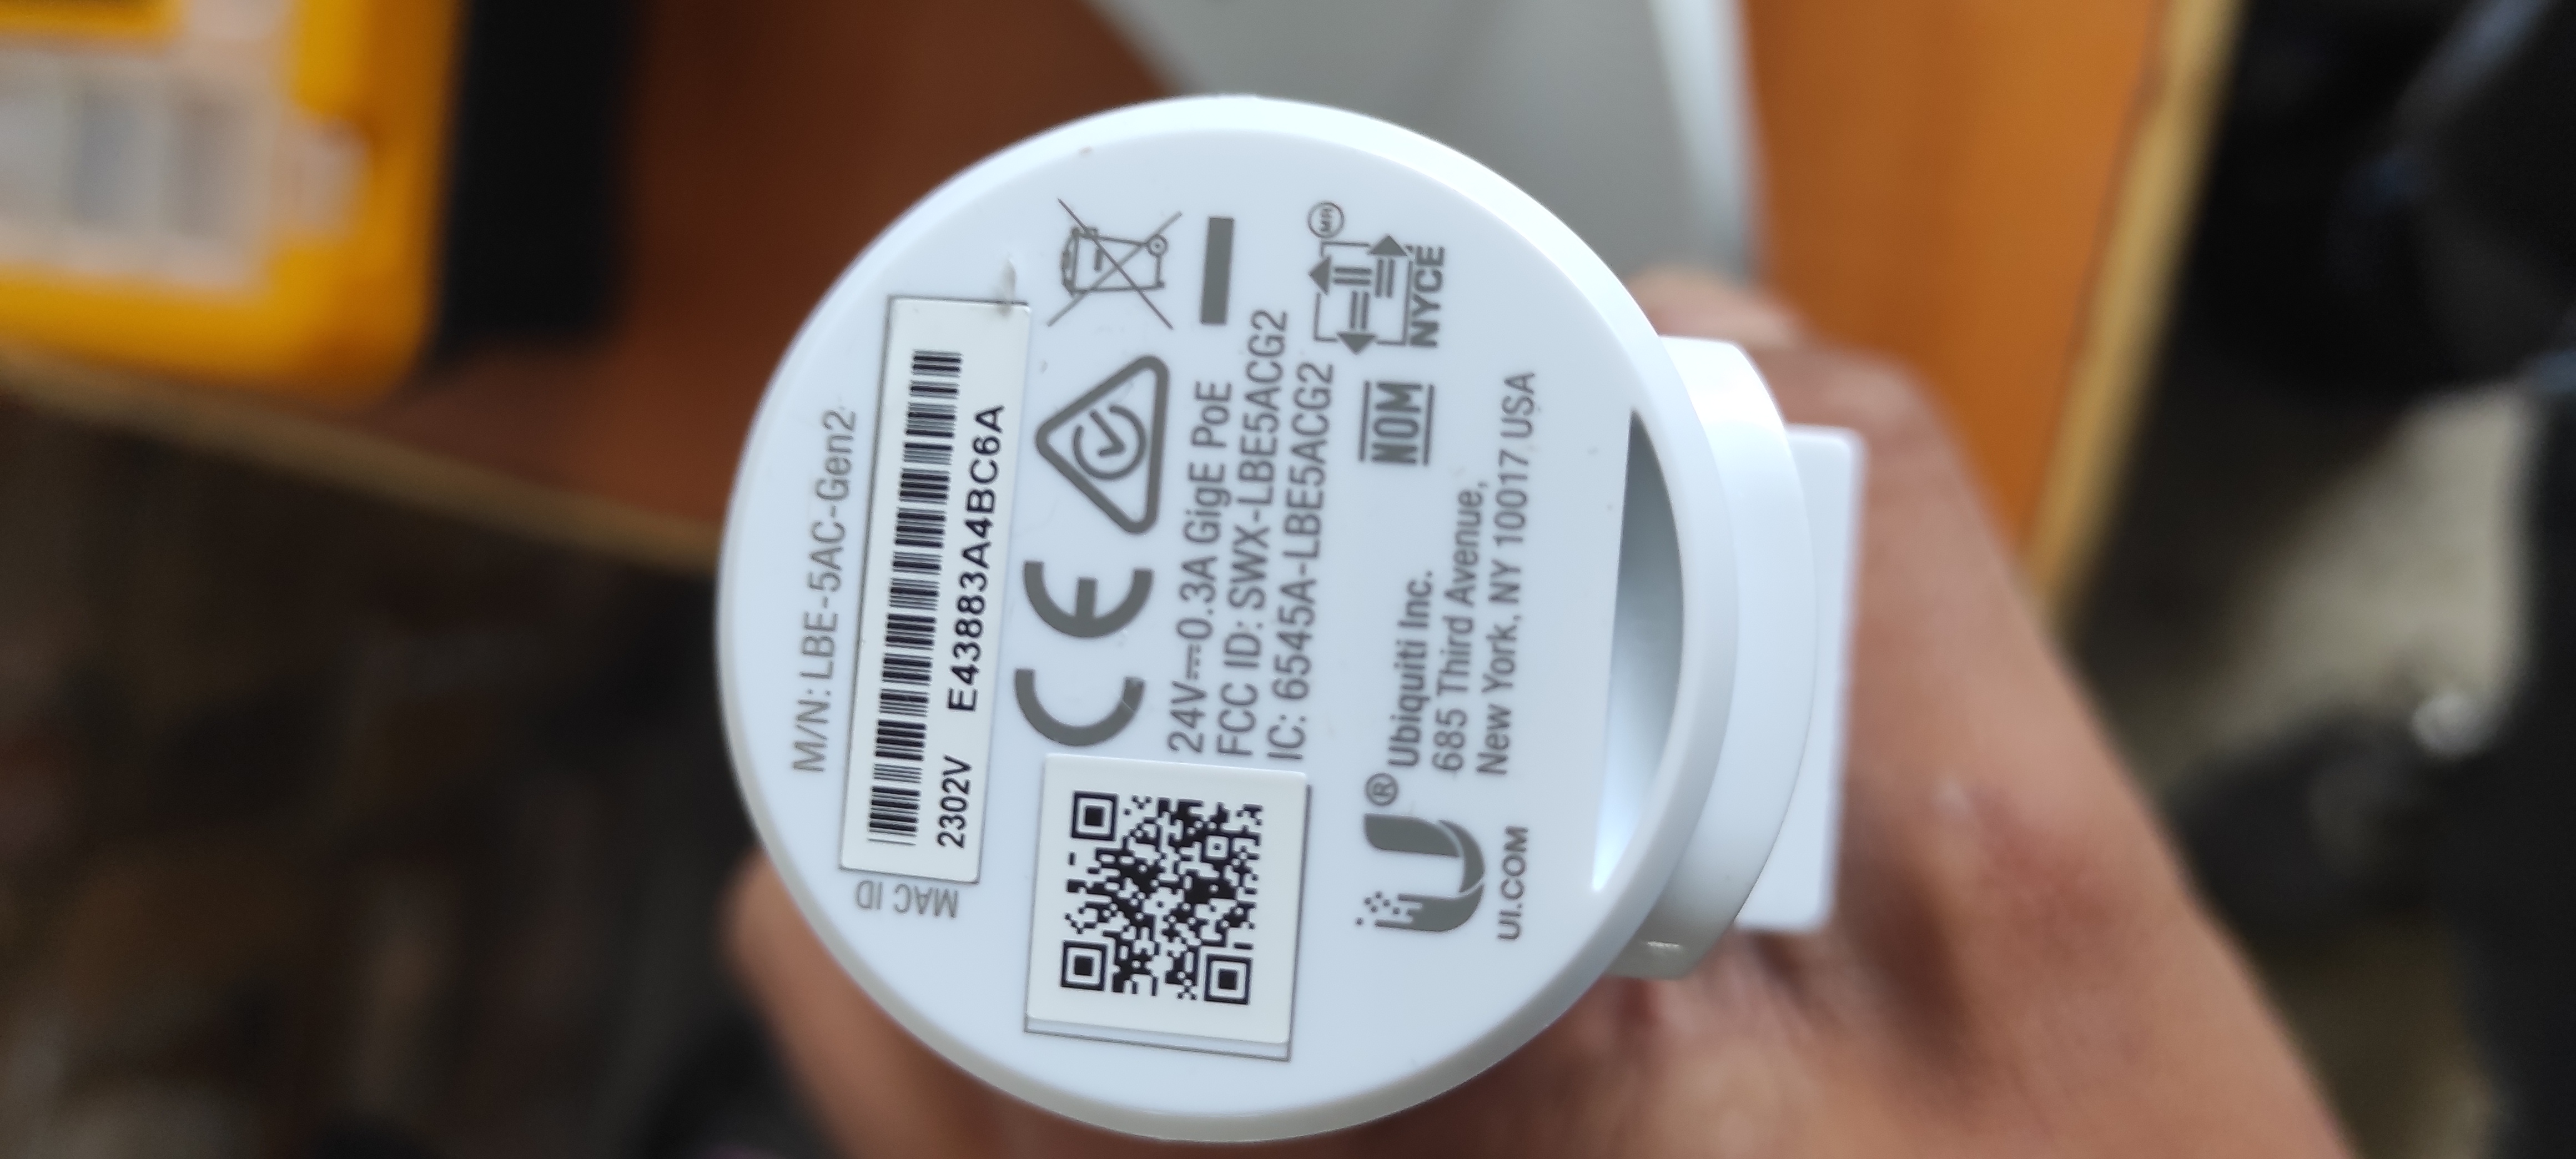 M/N: LBE-5AC-Gen2
MAC ID
2302V E43883A4BC6A
24V⎓0.3A GigE PoE
FCC ID: SWX-LBE5ACG2
IC: 6545A-LBE5ACG2
NOM
NYCE
MR
®
Ubiquiti Inc.
685 Third Avenue,
New York, NY 10017 USA
UI.COM